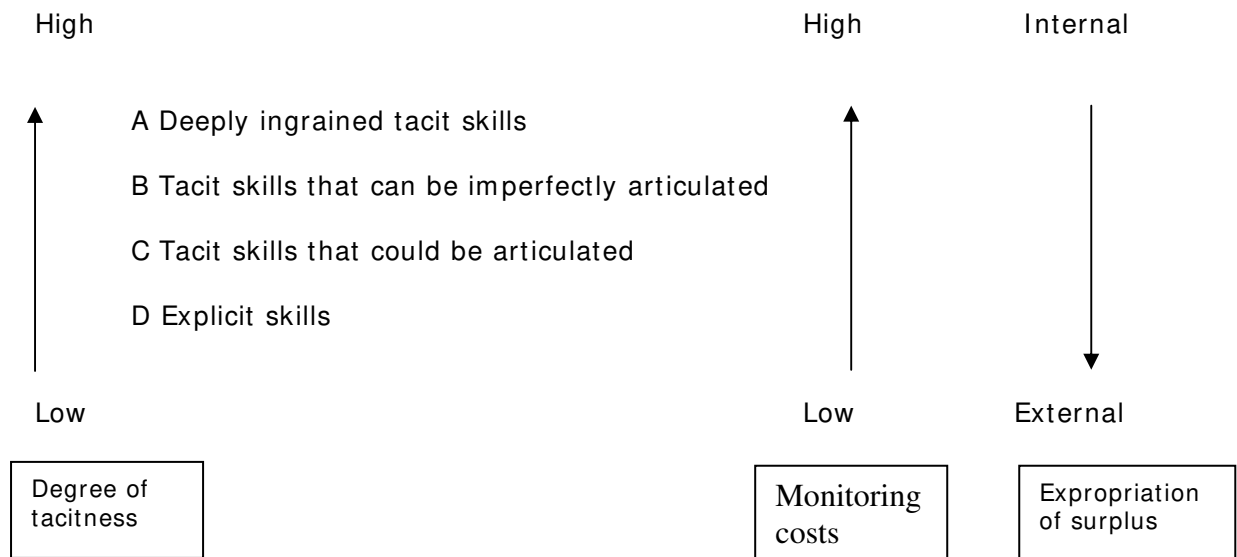 High High Internal
A Deeply ingrained tacit skills
B Tacit skills that can be imperfectly articulated
C Tacit skills that could be articulated
D Explicit skills
Low Low External
Degree of
tacitness
Monitoring
costs
Expropriation
of surplus